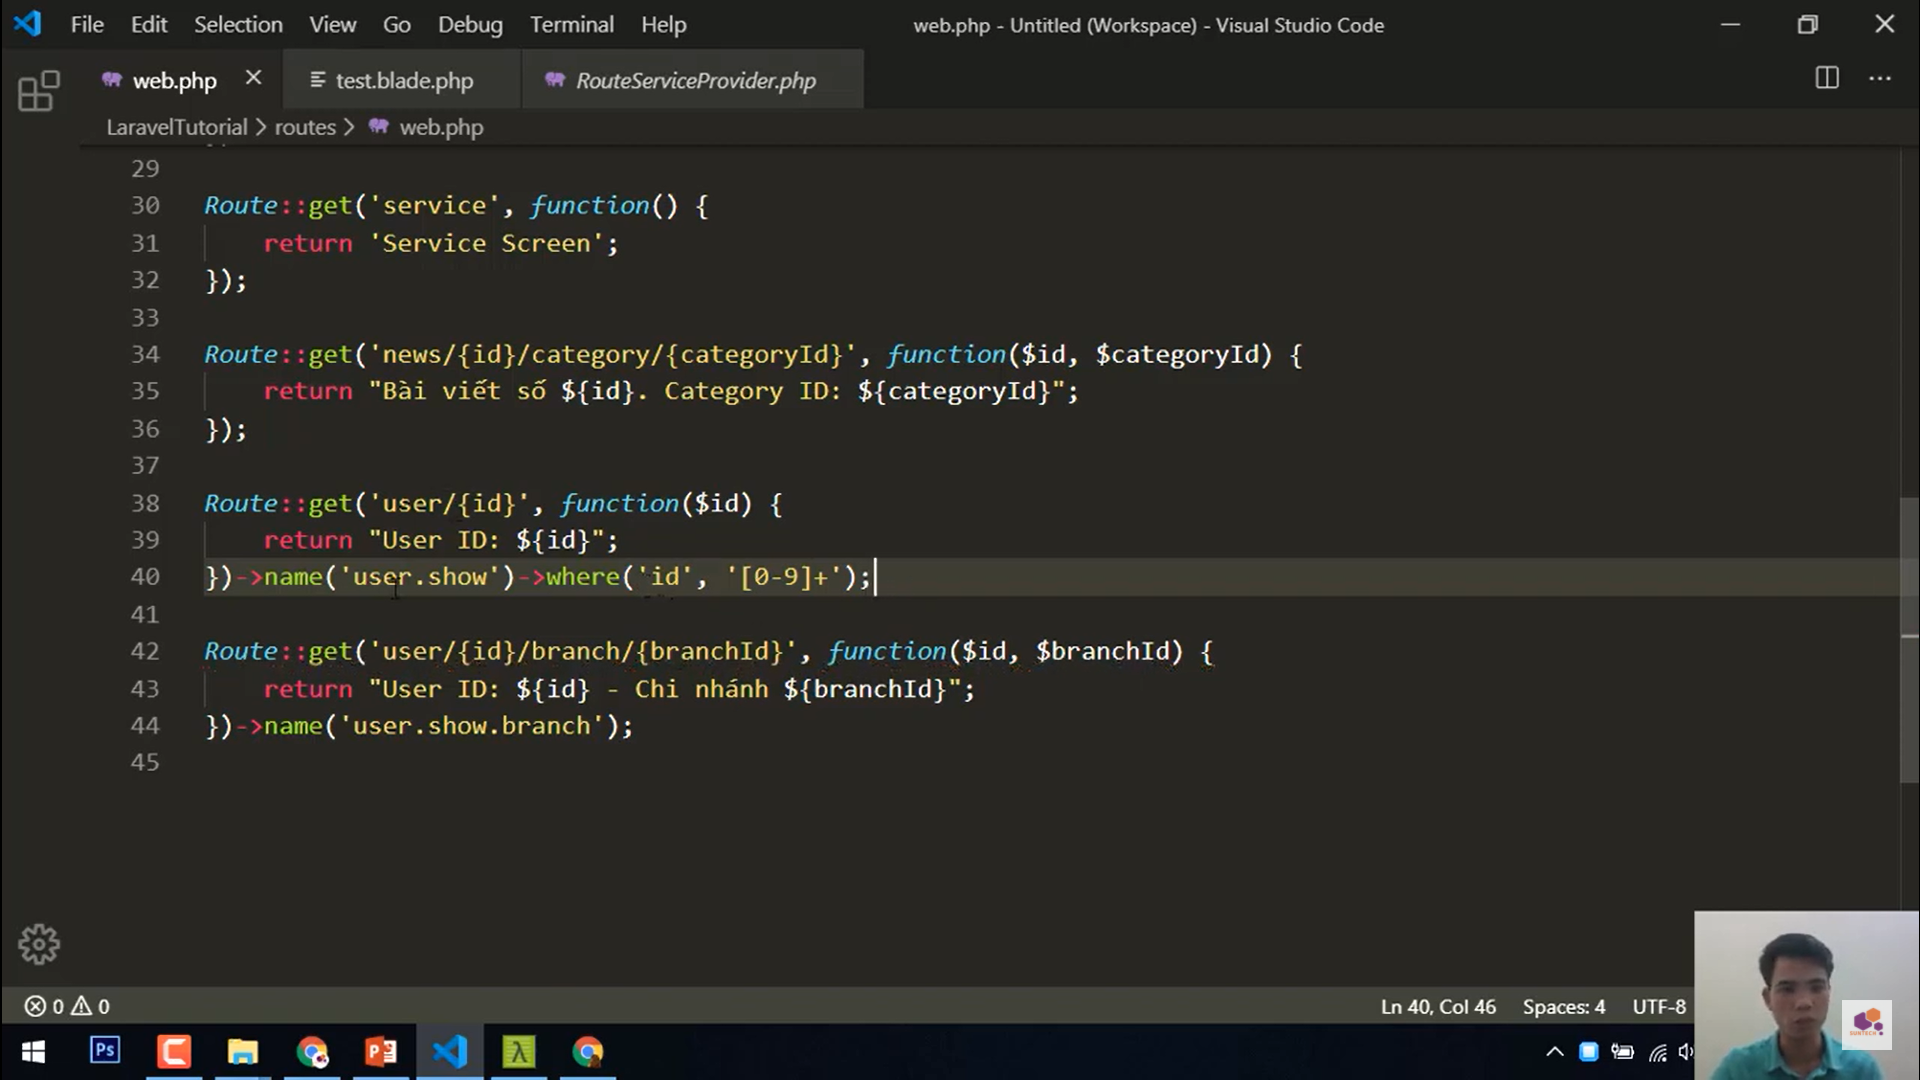 File Edit Selection View Go Debug Terminal Help web.php - Untitled (Workspace) - Visual Studio Code
web.php test.blade.php RouteServiceProvider.php
LaravelTutorial > routes > web.php
29
30 Route::get('service', function() {
31 return 'Service Screen';
32 });
33
34 Route::get('news/{id}/category/{categoryId}', function($id, $categoryId) {
35 return "Bài viết số ${id}. Category ID: ${categoryId}";
36 });
37
38 Route::get('user/{id}', function($id) {
39 return "User ID: ${id}";
40 })->name('user.show')->where('id', '[0-9]+');
41
42 Route::get('user/{id}/branch/{branchId}', function($id, $branchId) {
43 return "User ID: ${id} - Chi nhánh ${branchId}";
44 })->name('user.show.branch');
45
0 0 Ln 40, Col 46 Spaces: 4 UTF-8
Ps
SUNTECH